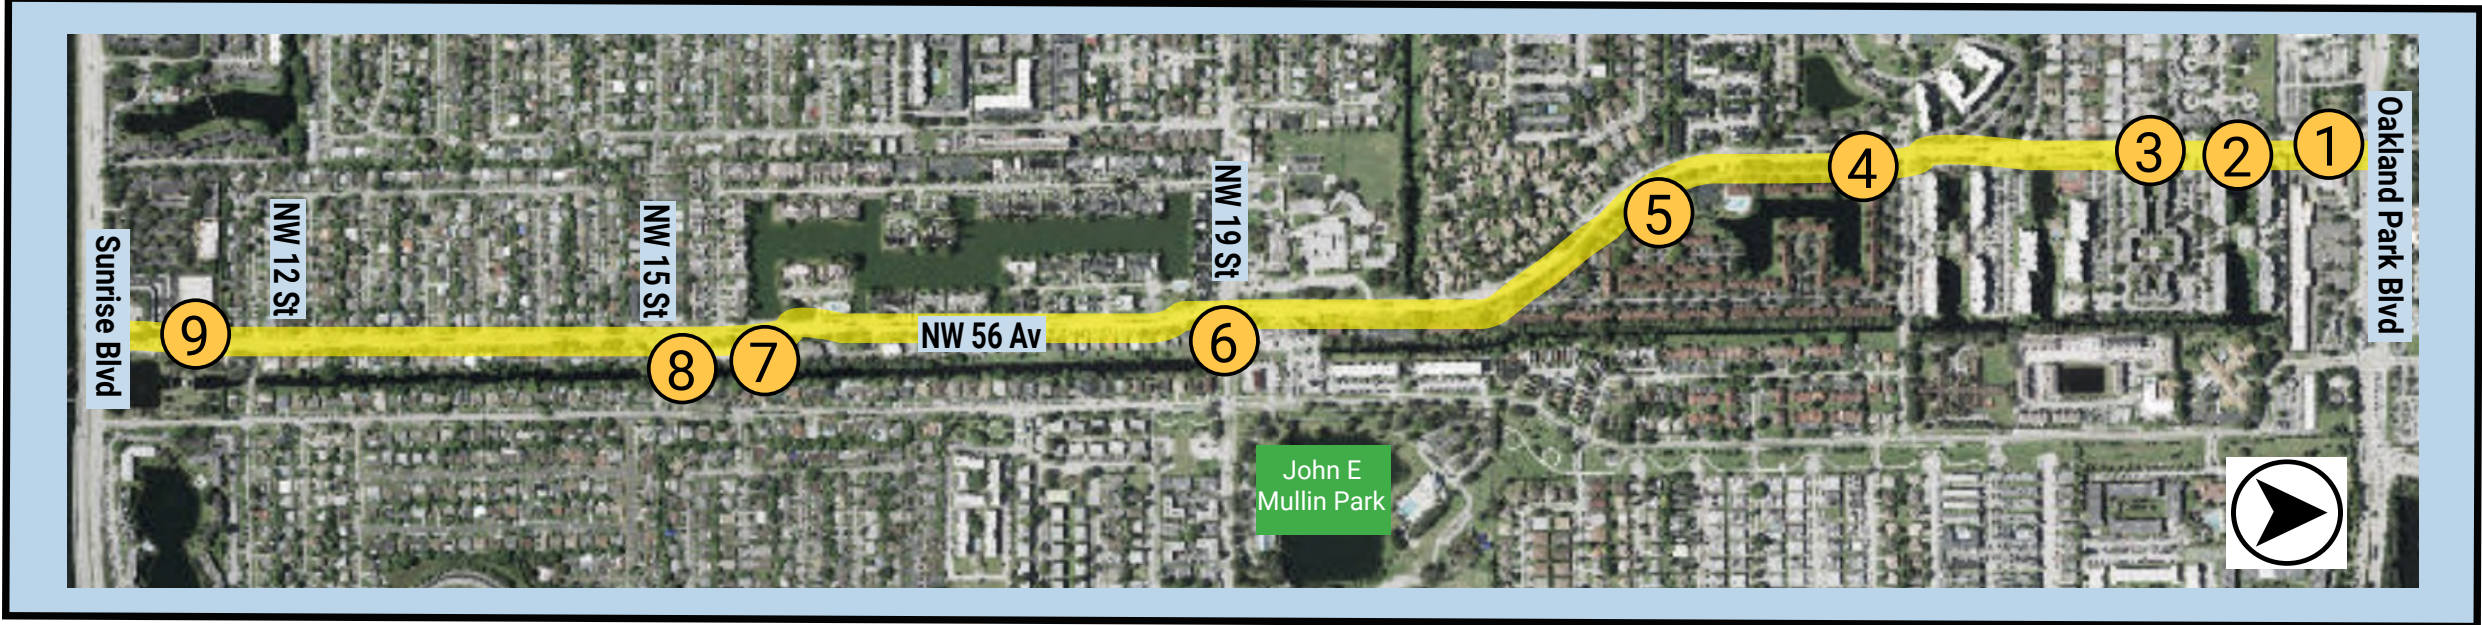 Sunrise Blvd
NW 12 St
NW 15 St
NW 56 Av
NW 19 St
John E
Mullin Park
Oakland Park Blvd
9
8
7
6
5
4
3
2
1